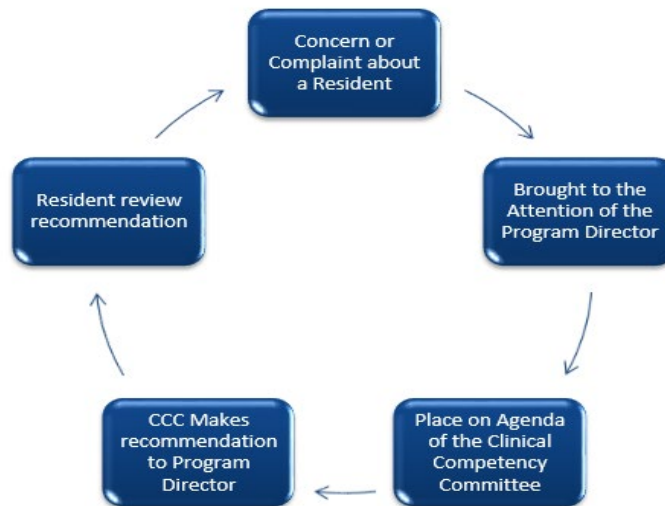 Concern or
Complaint about
a Resident
Brought to the
Attention of the
Program Director
Place on Agenda
of the Clinical
Competency
Committee
CCC Makes
recommendation
to Program
Director
Resident review
recommendation